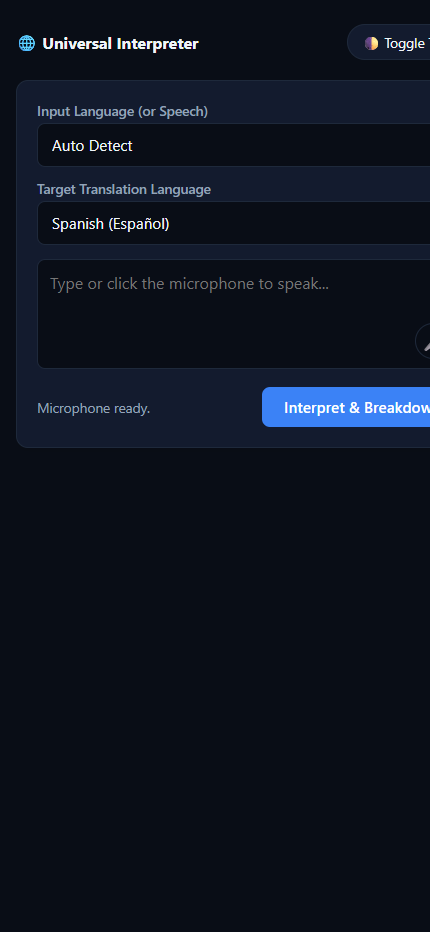 Universal Interpreter
Toggle
Input Language (or Speech)
Auto Detect
Target Translation Language
Spanish (Español)
Type or click the microphone to speak...
Microphone ready.
Interpret & Breakdow